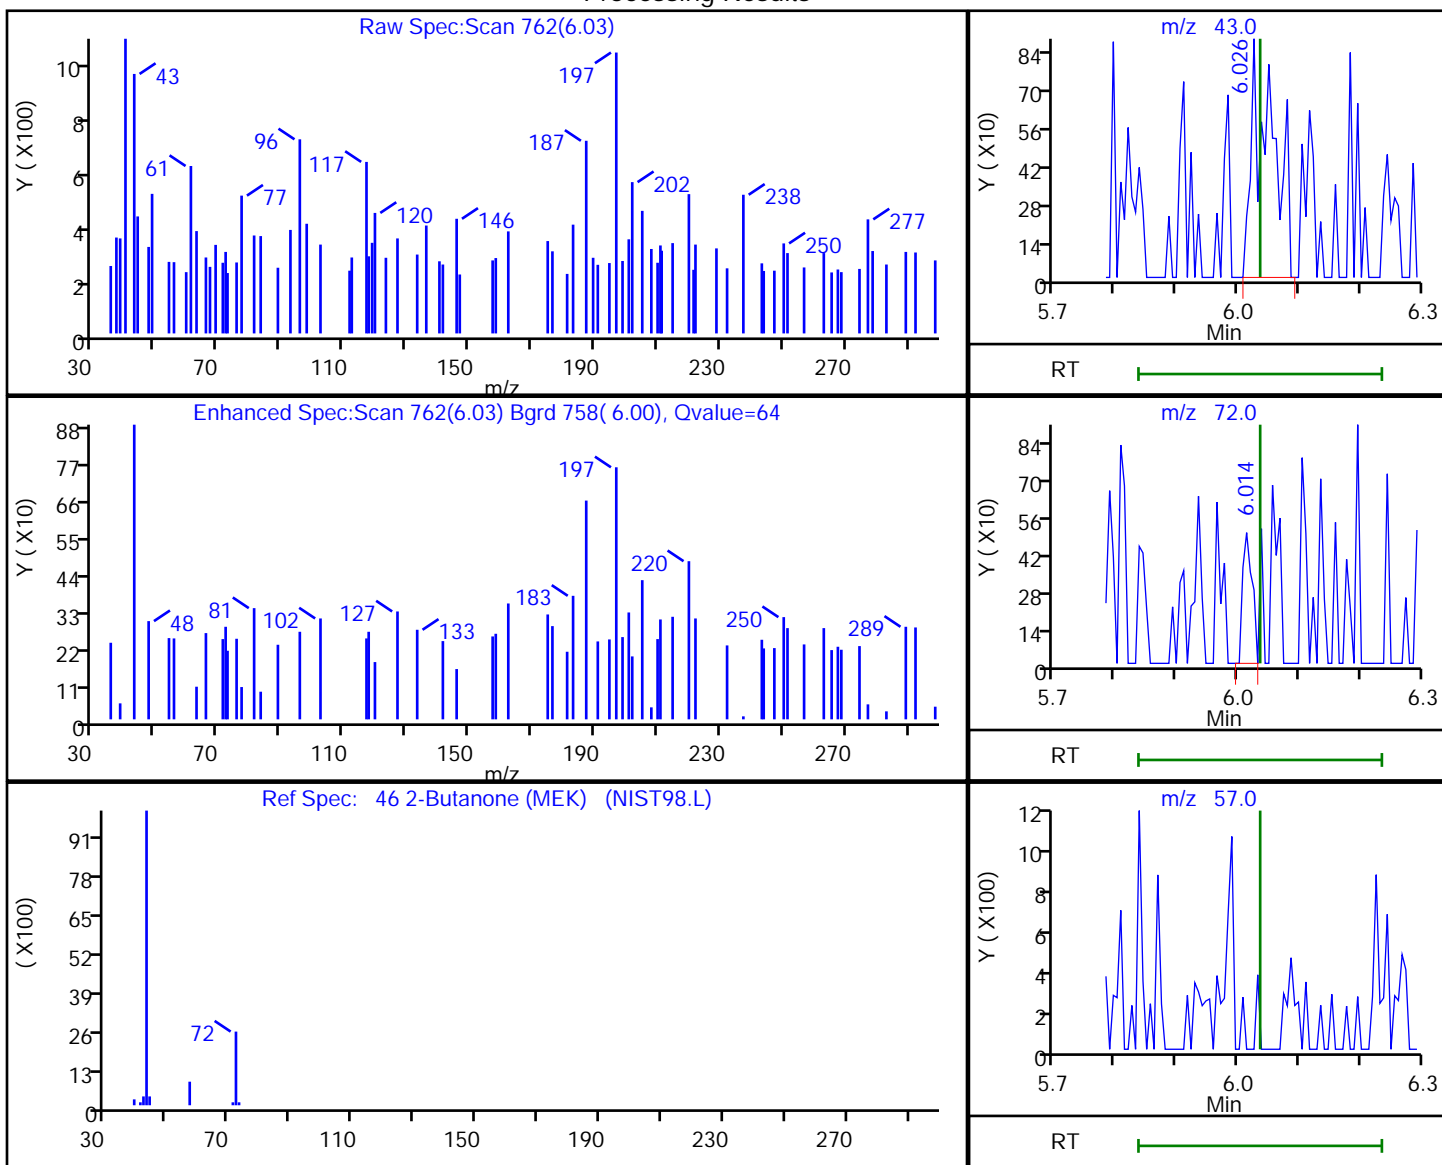 Processing Results
Raw Spec:Scan 762(6.03)
Y ( X100)
10
8
6
4
2
0
43
61
77
96
117
120
146
187
197
202
238
250
277
30 70 110 150 190 230 270
m/z
m/z 43.0
Y ( X10)
84
70
56
42
28
14
0
6.026
5.7 6.0 6.3
Min
RT
Enhanced Spec:Scan 762(6.03) Bgrd 758( 6.00), Qvalue=64
Y ( X10)
88
77
66
55
44
33
22
11
0
48
81
102
127
133
183
197
220
250
289
30 70 110 150 190 230 270
m/z
m/z 72.0
Y ( X10)
84
70
56
42
28
14
0
6.014
5.7 6.0 6.3
Min
RT
Ref Spec: 46 2-Butanone (MEK) (NIST98.L)
( X100)
91
78
65
52
39
26
13
0
72
30 70 110 150 190 230 270
m/z 57.0
Y ( X100)
12
10
8
6
4
2
0
5.7 6.0 6.3
Min
RT